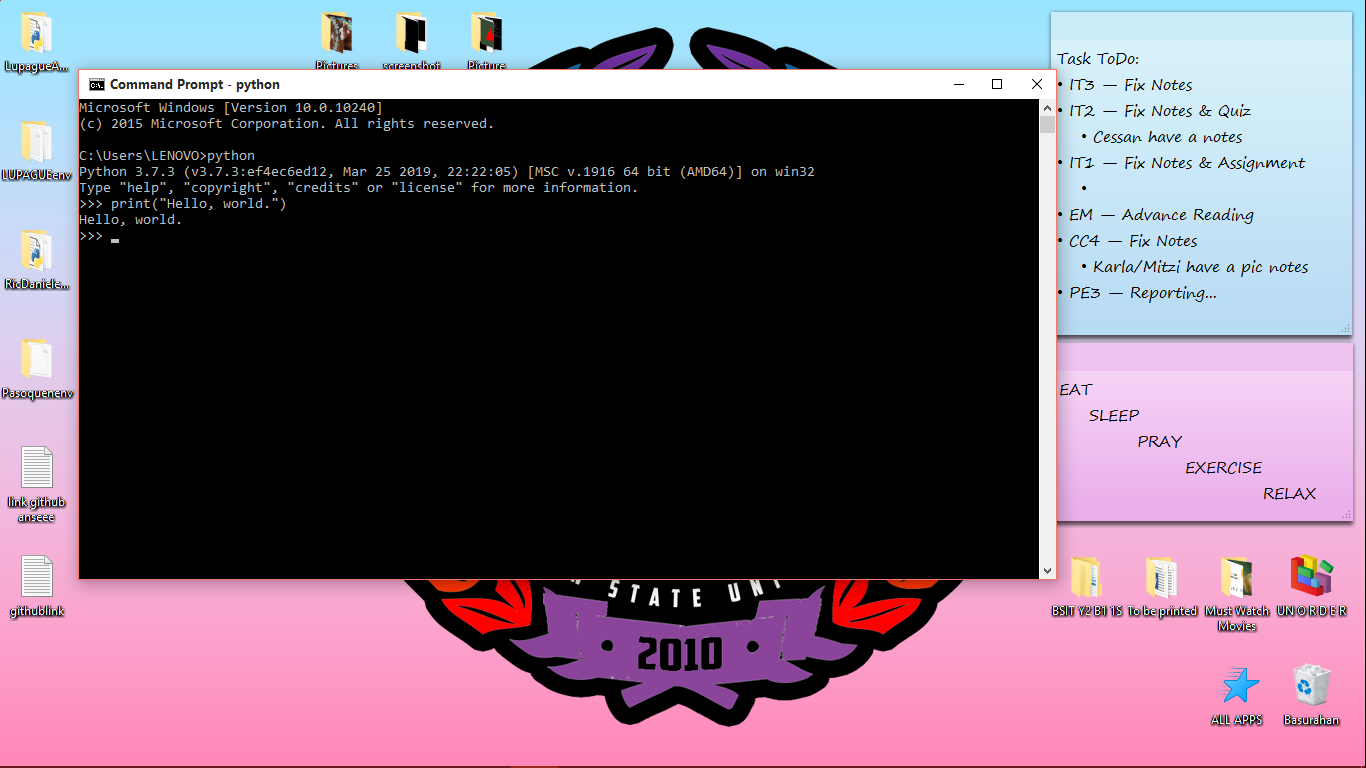 LupagueA...
LUPAGUEenv
RicDaniele...
Pasoquenenv
link github
anseee
githublink
Pictures
screenshot
Picture
Command Prompt - python
Microsoft Windows [Version 10.0.10240]
(c) 2015 Microsoft Corporation. All rights reserved.
C:\Users\LENOVO>python
Python 3.7.3 (v3.7.3:ef4ec6ed12, Mar 25 2019, 22:22:05) [MSC v.1916 64 bit (AMD64)] on win32
Type "help", "copyright", "credits" or "license" for more information.
>>> print("Hello, world.")
Hello, world.
>>>
STATE UNI
2010
Task ToDo:
• IT3 — Fix Notes
• IT2 — Fix Notes & Quiz
• Cessan have a notes
• IT1 — Fix Notes & Assignment
•
• EM — Advance Reading
• CC4 — Fix Notes
• Karla/Mitzi have a pic notes
• PE3 — Reporting...
EAT
SLEEP
PRAY
EXERCISE
RELAX
BSIT Y2 B1 1S
To be printed
Must Watch
Movies
U N O R D E R
ALL APPS
Basurahan